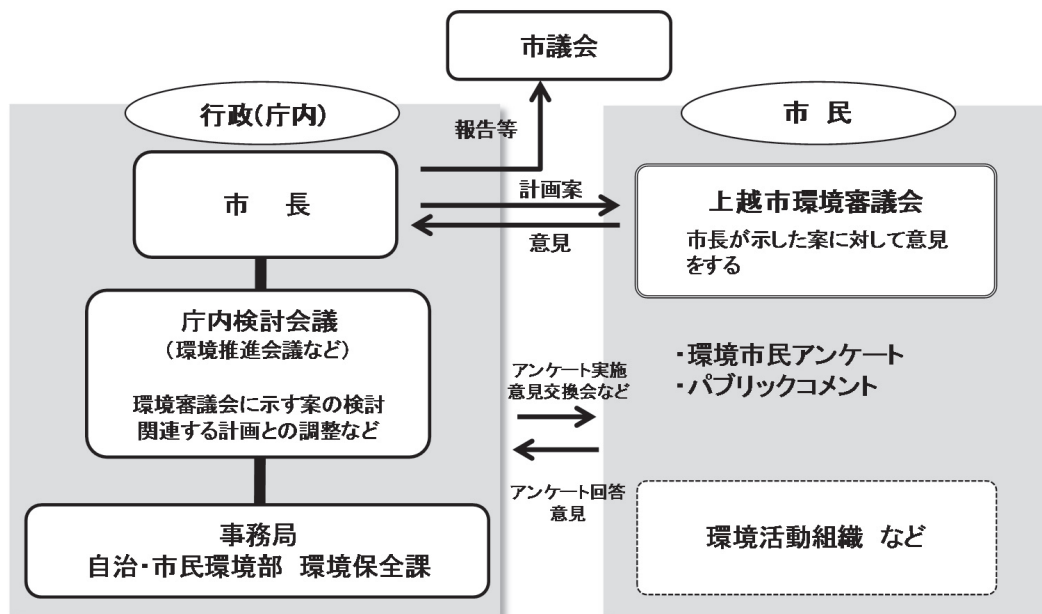 市議会
行政(庁内)
市 民
報告等
市 長
計画案
意見
上越市環境審議会
市長が示した案に対して意見
をする
庁内検討会議
(環境推進会議など)
環境審議会に示す案の検討
関連する計画との調整など
・環境市民アンケート
・パブリックコメント
アンケート実施
意見交換会など
アンケート回答
意見
事務局
自治・市民環境部 環境保全課
環境活動組織 など